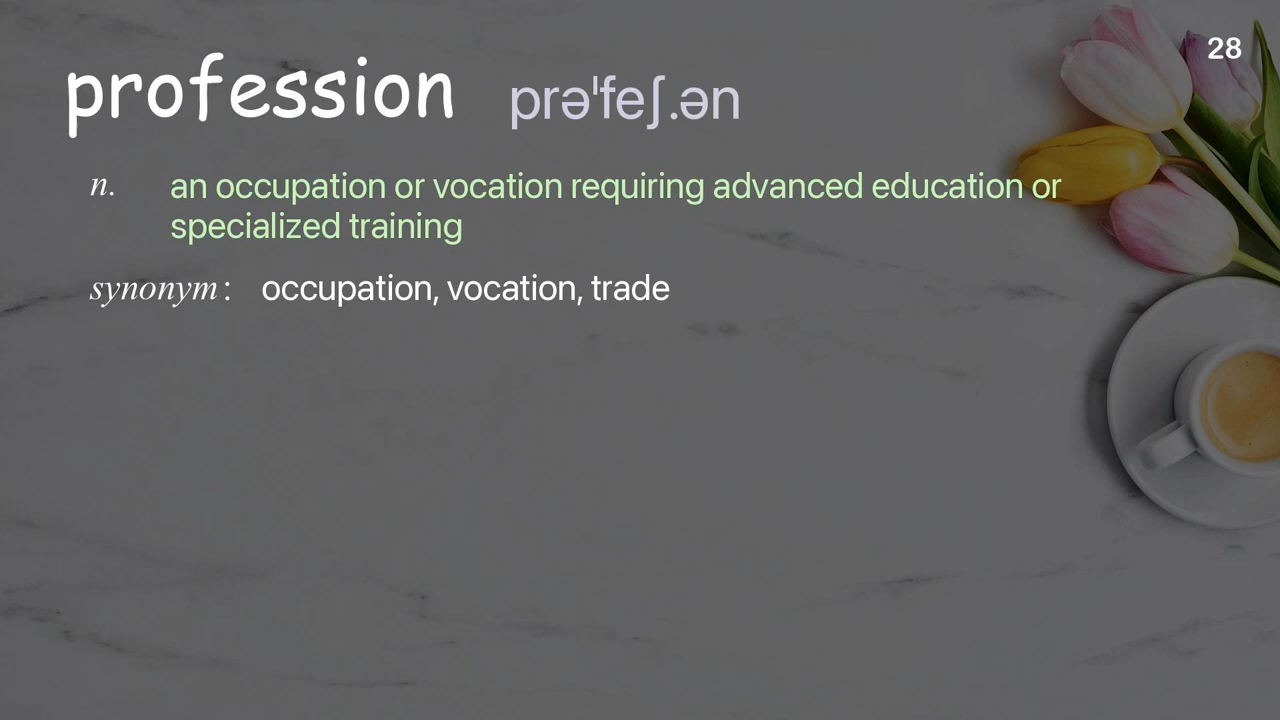 28
profession prəˈfeʃ.ən
n. an occupation or vocation requiring advanced education or
specialized training
synonym: occupation, vocation, trade